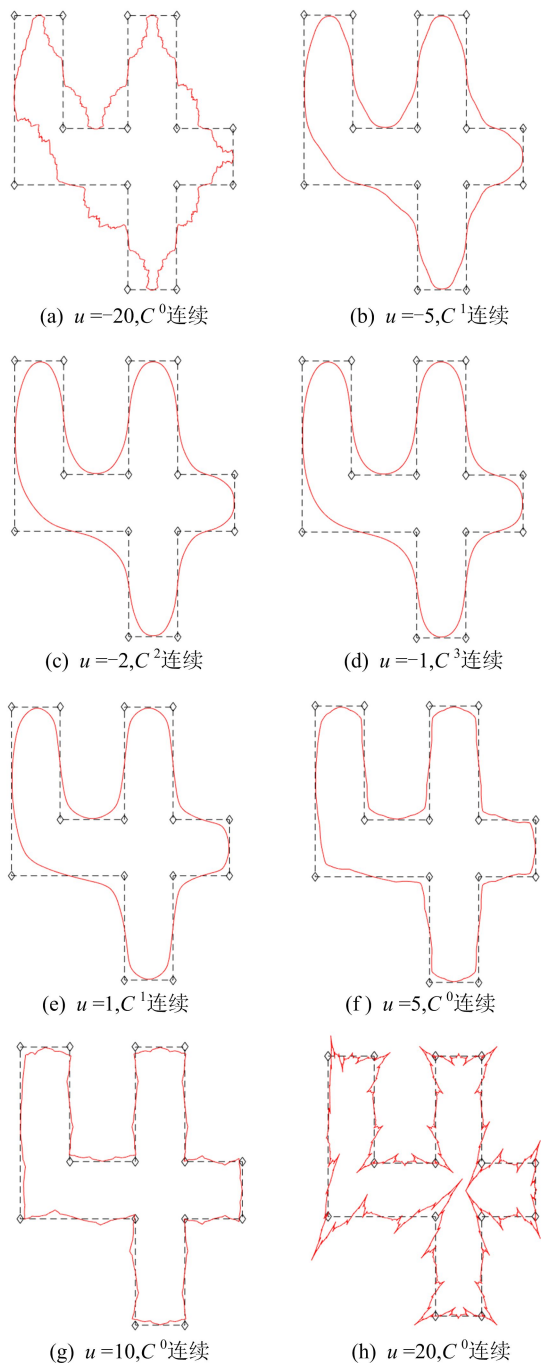 (a) u=−20,C⁰连续
(b) u=−5,C¹连续
(c) u=−2,C²连续
(d) u=−1,C³连续
(e) u=1,C¹连续
(f) u=5,C⁰连续
(g) u=10,C⁰连续
(h) u=20,C⁰连续